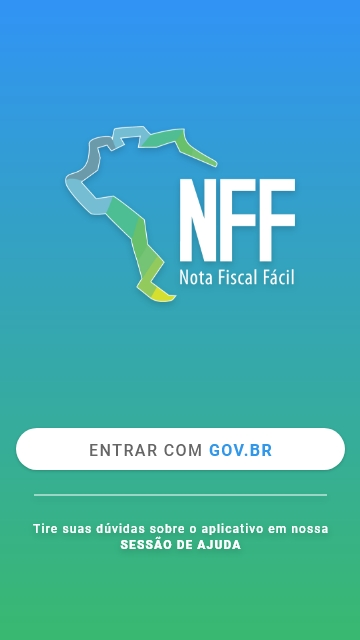 NFF
Nota Fiscal Fácil
ENTRAR COM GOV.BR
Tire suas dúvidas sobre o aplicativo em nossa
SESSÃO DE AJUDA